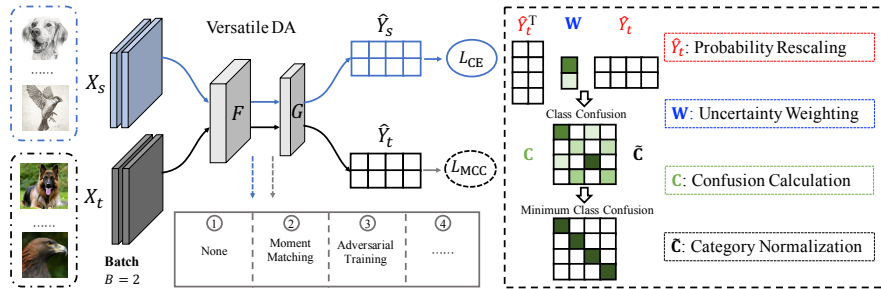 Versatile DA
......
X_s
F
G
Ŷ_s
L_CE
X_t
......
Ŷ_t
L_MCC
Batch
B = 2
① ② ③ ④
None
Moment
Matching
Adversarial
Training
......
Ŷ_t^T W Ŷ_t
Class Confusion
C C̃
Minimum Class Confusion
Ŷ_t: Probability Rescaling
W: Uncertainty Weighting
C: Confusion Calculation
C̃: Category Normalization